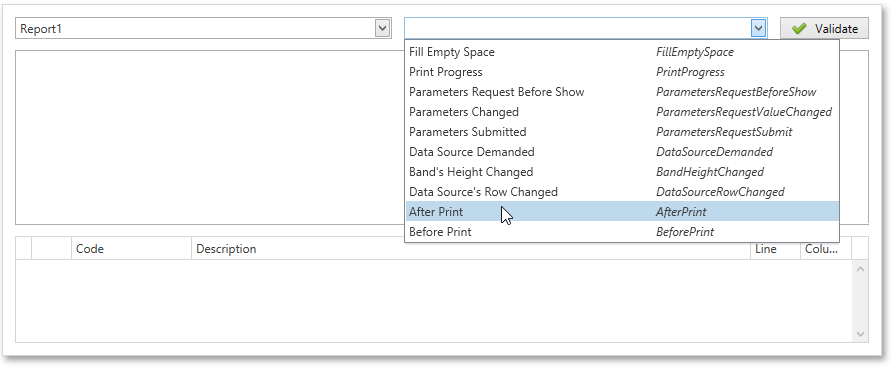 Report1 Validate
Fill Empty Space FillEmptySpace
Print Progress PrintProgress
Parameters Request Before Show ParametersRequestBeforeShow
Parameters Changed ParametersRequestValueChanged
Parameters Submitted ParametersRequestSubmit
Data Source Demanded DataSourceDemanded
Band's Height Changed BandHeightChanged
Data Source's Row Changed DataSourceRowChanged
After Print AfterPrint
Before Print BeforePrint
Code Description Line Colu...